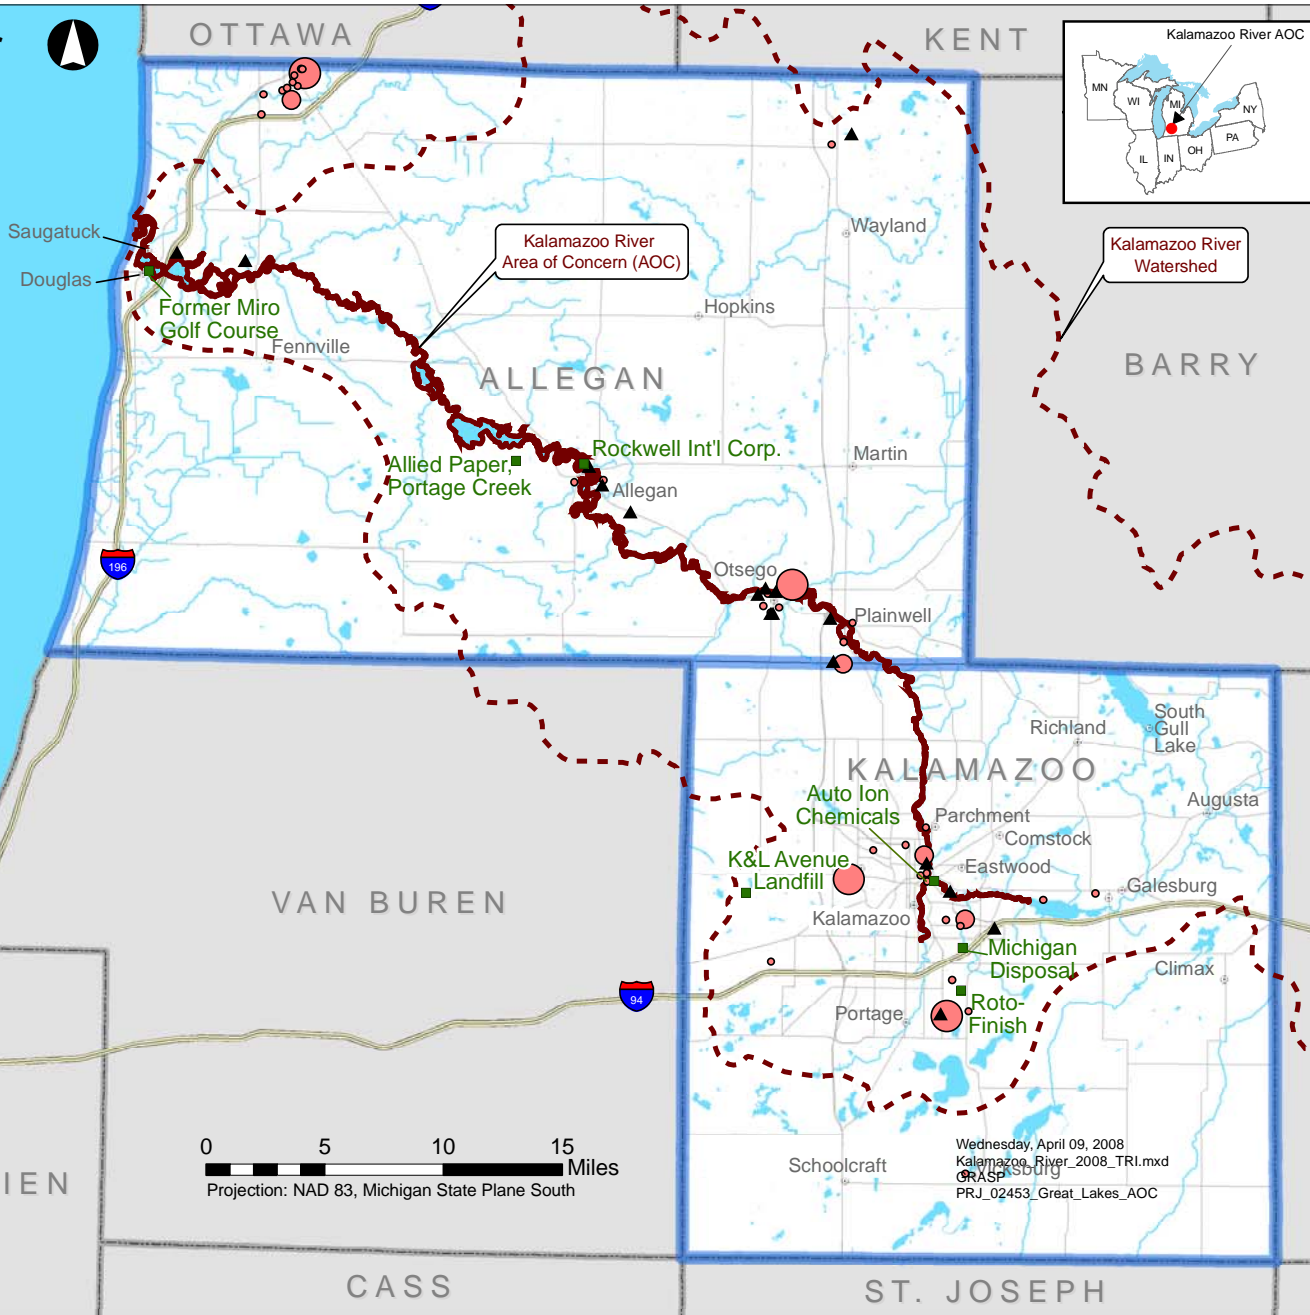 OTTAWA
KENT
Kalamazoo River AOC
MN
WI
MI
NY
PA
IL
IN
OH
Saugatuck
Douglas
Former Miro
Golf Course
Fennville
Kalamazoo River
Area of Concern (AOC)
Wayland
Kalamazoo River
Watershed
Hopkins
BARRY
ALLEGAN
Martin
Rockwell Int'l Corp.
Allied Paper,
Portage Creek
Allegan
196
Otsego
Plainwell
South
Gull
Lake
Richland
KALAMAZOO
Auto Ion
Chemicals
Augusta
Parchment
Comstock
K&L Avenue
Landfill
Eastwood
Galesburg
VAN BUREN
Kalamazoo
Michigan
Disposal
Climax
94
Portage
Roto-
Finish
0 5 10 15
Miles
Projection: NAD 83, Michigan State Plane South
Schoolcraft
Wednesday, April 09, 2008
Kalamazoo_River_2008_TRI.mxd
GRASP
PRJ_02453_Great_Lakes_AOC
IEN
CASS
ST. JOSEPH